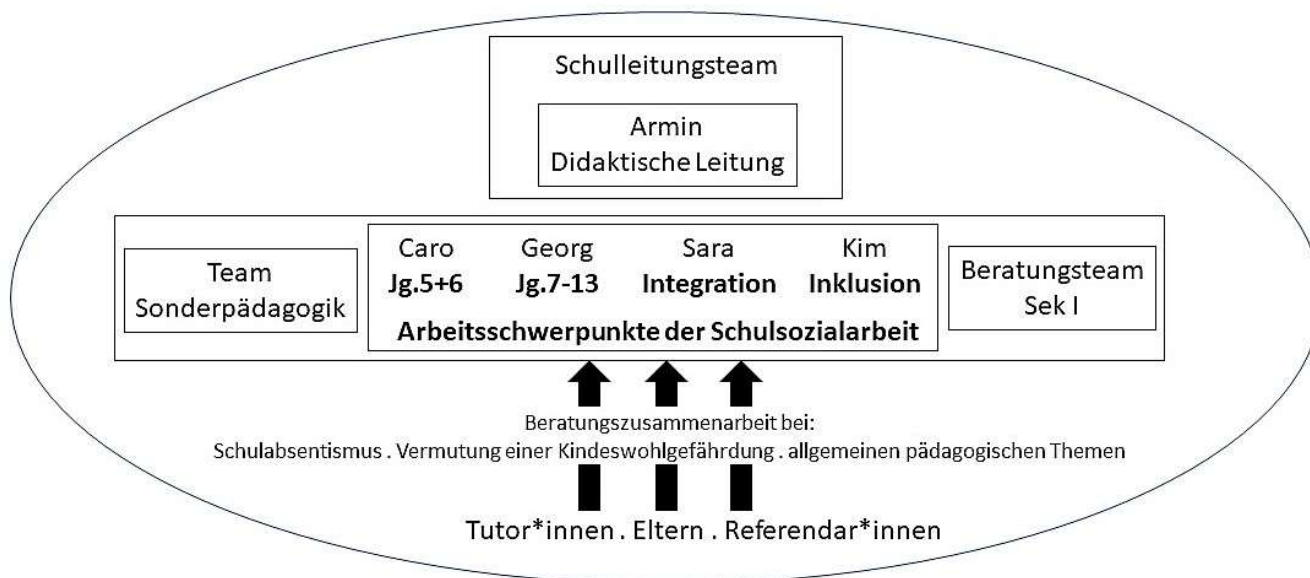 Schulleitungsteam
Armin
Didaktische Leitung
Team
Sonderpädagogik
Caro
Jg.5+6
Georg
Jg.7-13
Sara
Integration
Kim
Inklusion
Arbeitsschwerpunkte der Schulsozialarbeit
Beratungsteam
Sek I
Beratungszusammenarbeit bei:
Schulabsentismus . Vermutung einer Kindeswohlgefährdung . allgemeinen pädagogischen Themen
Tutor*innen . Eltern . Referendar*innen